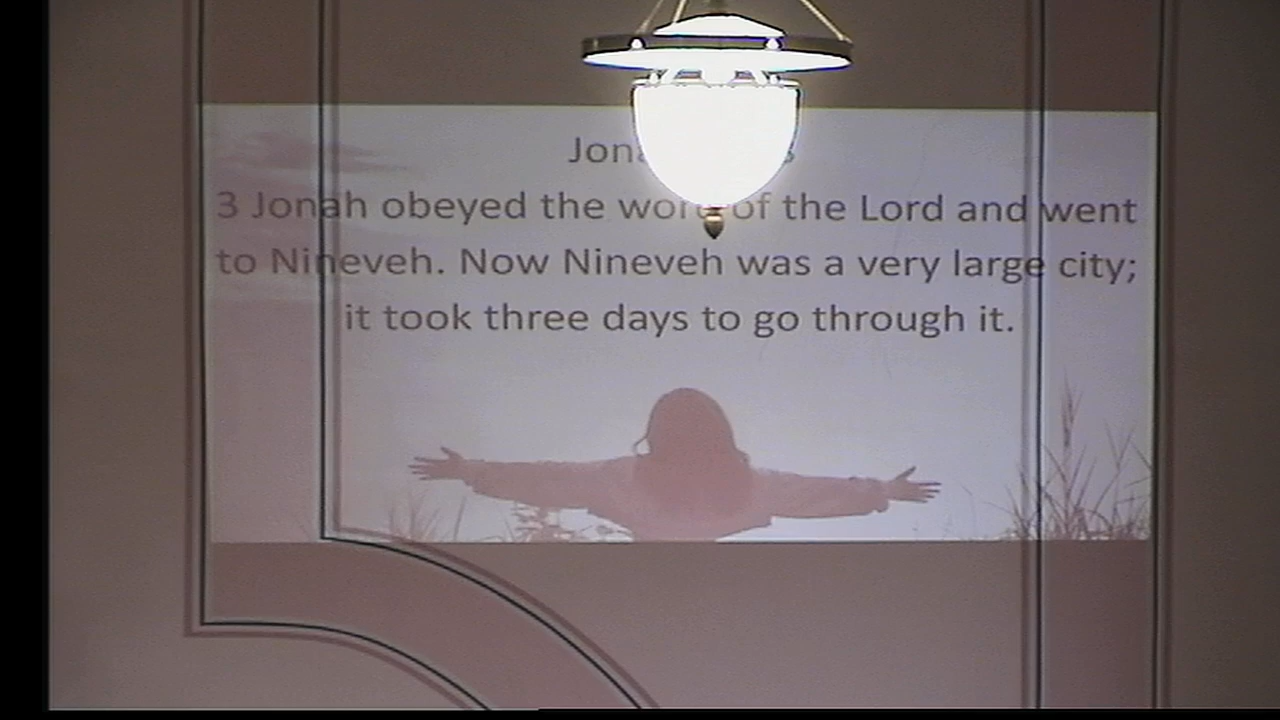 3 Jonah obeyed the word of the Lord and went
to Nineveh. Now Nineveh was a very large city;
it took three days to go through it.